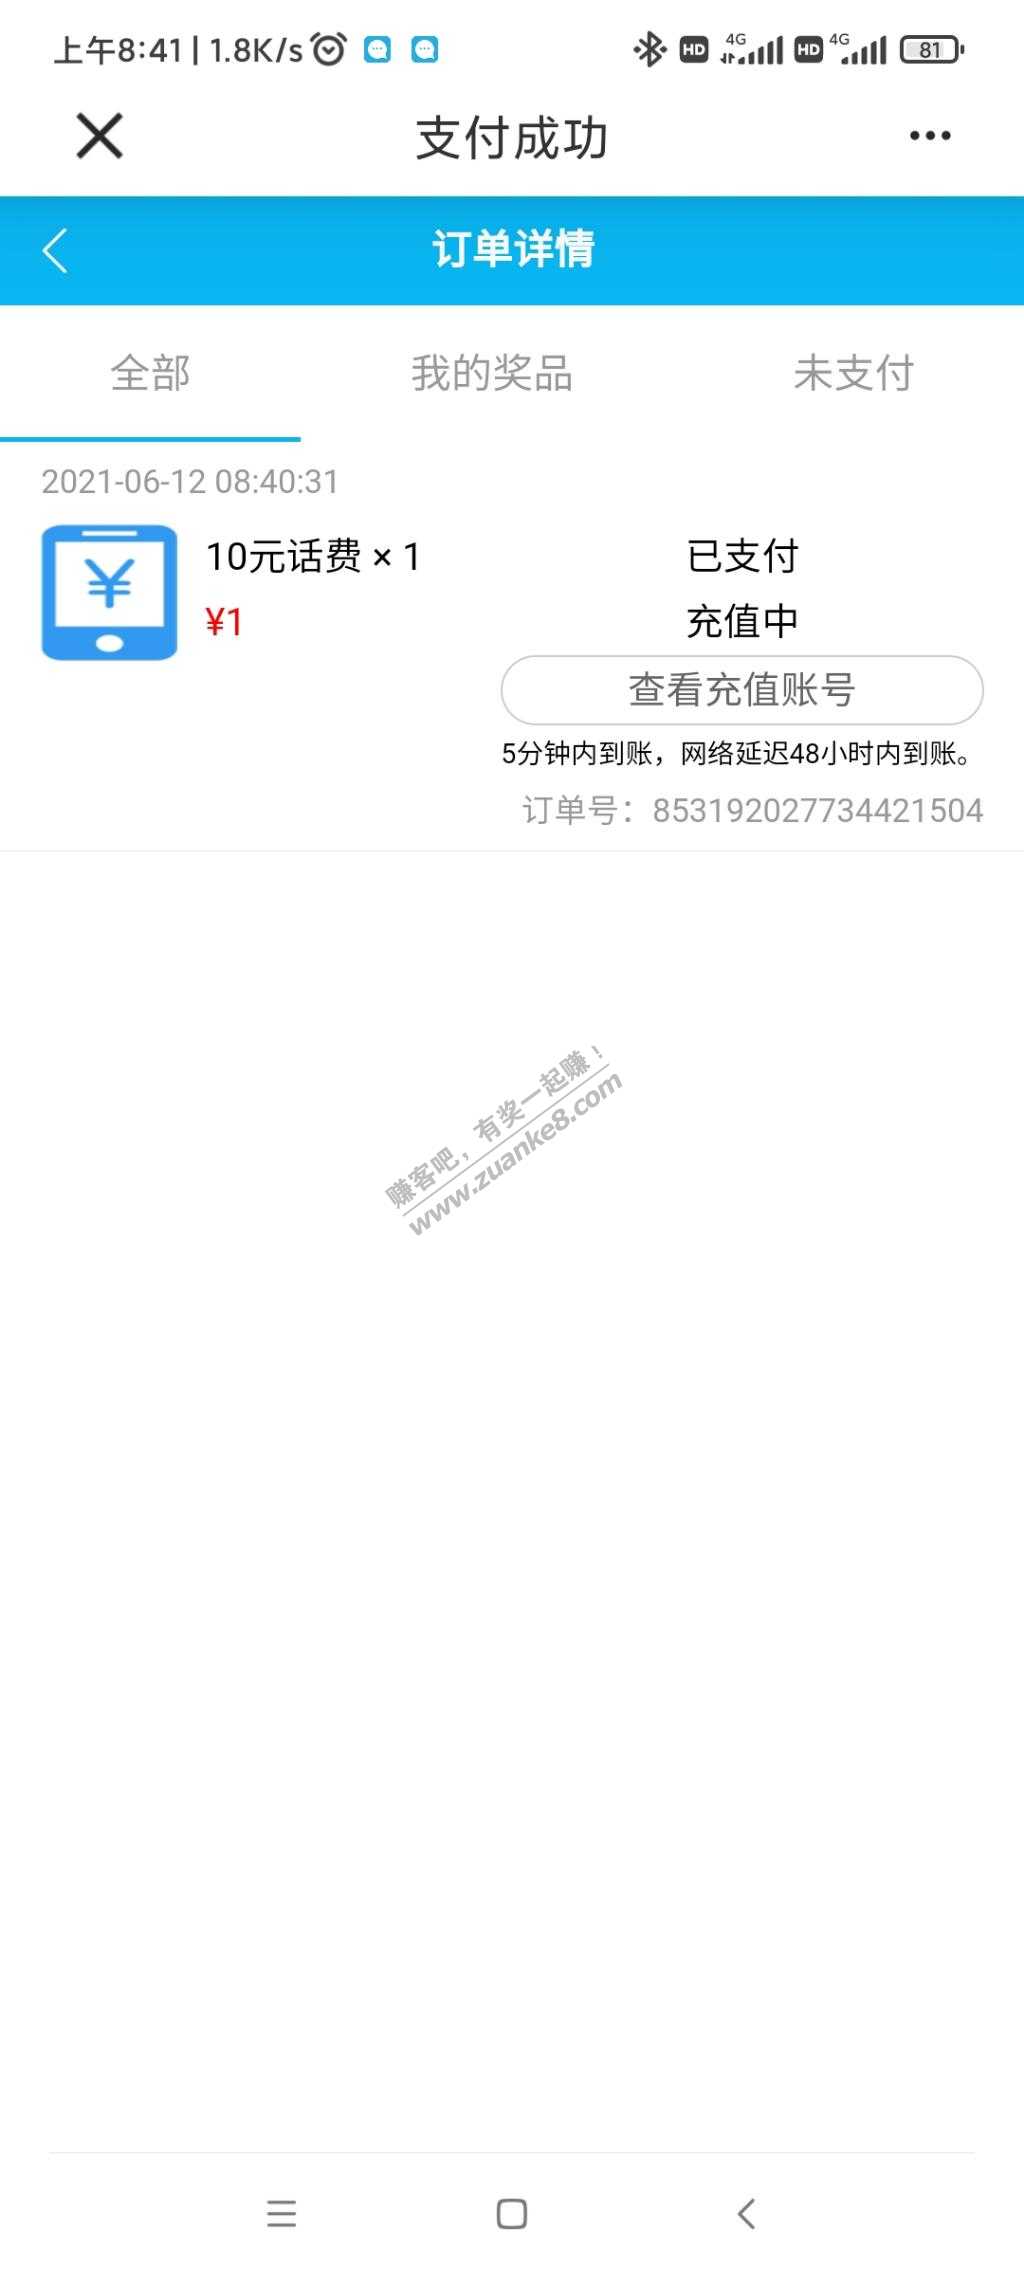 上午8:41 | 1.8K/s
HD 4G HD 4G 81
支付成功
订单详情
全部 我的奖品 未支付
2021-06-12 08:40:31
¥
10元话费 × 1 已支付
¥1 充值中
查看充值账号
5分钟内到账，网络延迟48小时内到账。
订单号：853192027734421504
赚客吧，有奖一起赚！
www.zuanke8.com